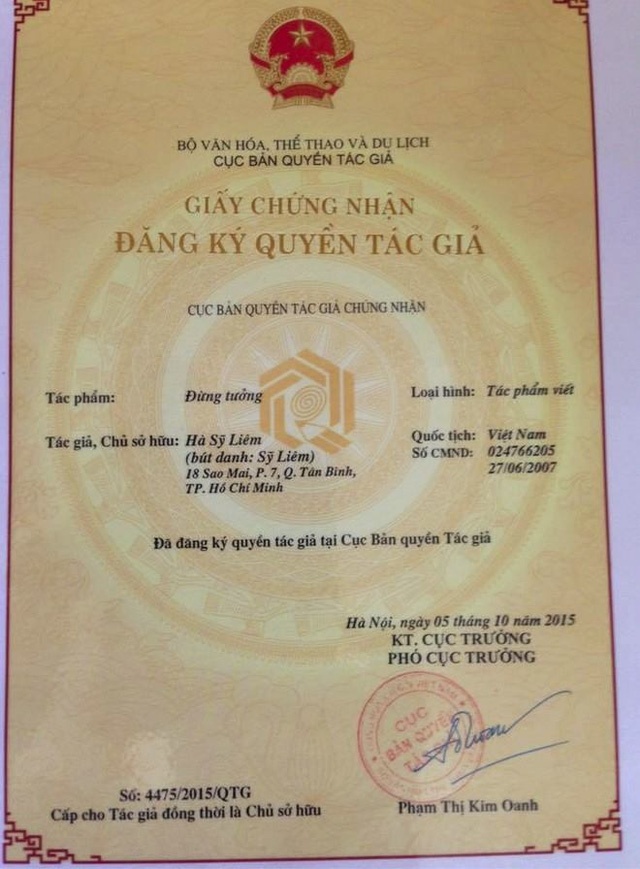 BỘ VĂN HÓA, THỂ THAO VÀ DU LỊCH
CỤC BẢN QUYỀN TÁC GIẢ
GIẤY CHỨNG NHẬN
ĐĂNG KÝ QUYỀN TÁC GIẢ
CỤC BẢN QUYỀN TÁC GIẢ CHỨNG NHẬN
Tác phẩm: Đừng tưởng Loại hình: Tác phẩm viết
Tác giả, Chủ sở hữu: Hà Sỹ Liêm Quốc tịch: Việt Nam
(bút danh: Sỹ Liêm) Số CMND: 024766205
18 Sao Mai, P. 7, Q. Tân Bình, 27/06/2007
TP. Hồ Chí Minh
Đã đăng ký quyền tác giả tại Cục Bản quyền Tác giả
Hà Nội, ngày 05 tháng 10 năm 2015
KT. CỤC TRƯỞNG
PHÓ CỤC TRƯỞNG
CỤC
BẢN QUYỀN
Số: 4475/2015/QTG
Cấp cho Tác giả đồng thời là Chủ sở hữu
Phạm Thị Kim Oanh